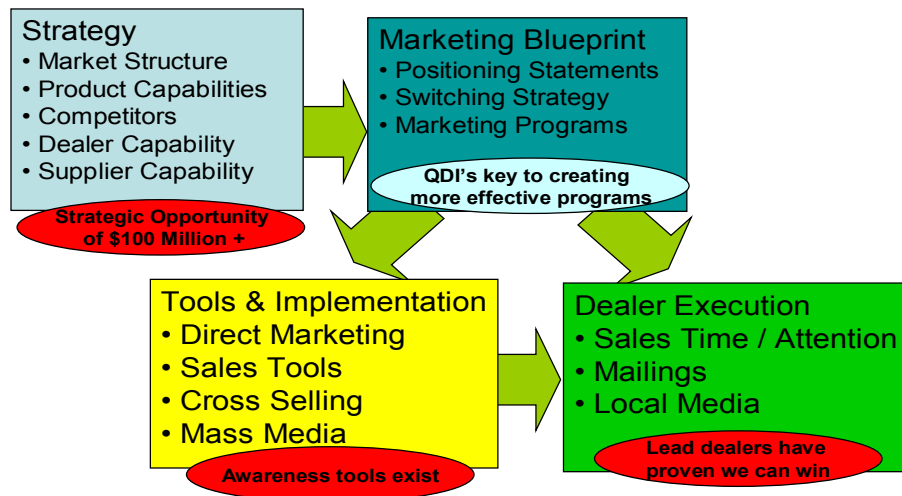 Strategy
• Market Structure
• Product Capabilities
• Competitors
• Dealer Capability
• Supplier Capability
Strategic Opportunity
of $100 Million +
Marketing Blueprint
• Positioning Statements
• Switching Strategy
• Marketing Programs
QDI's key to creating
more effective programs
Tools & Implementation
• Direct Marketing
• Sales Tools
• Cross Selling
• Mass Media
Awareness tools exist
Dealer Execution
• Sales Time / Attention
• Mailings
• Local Media
Lead dealers have
proven we can win